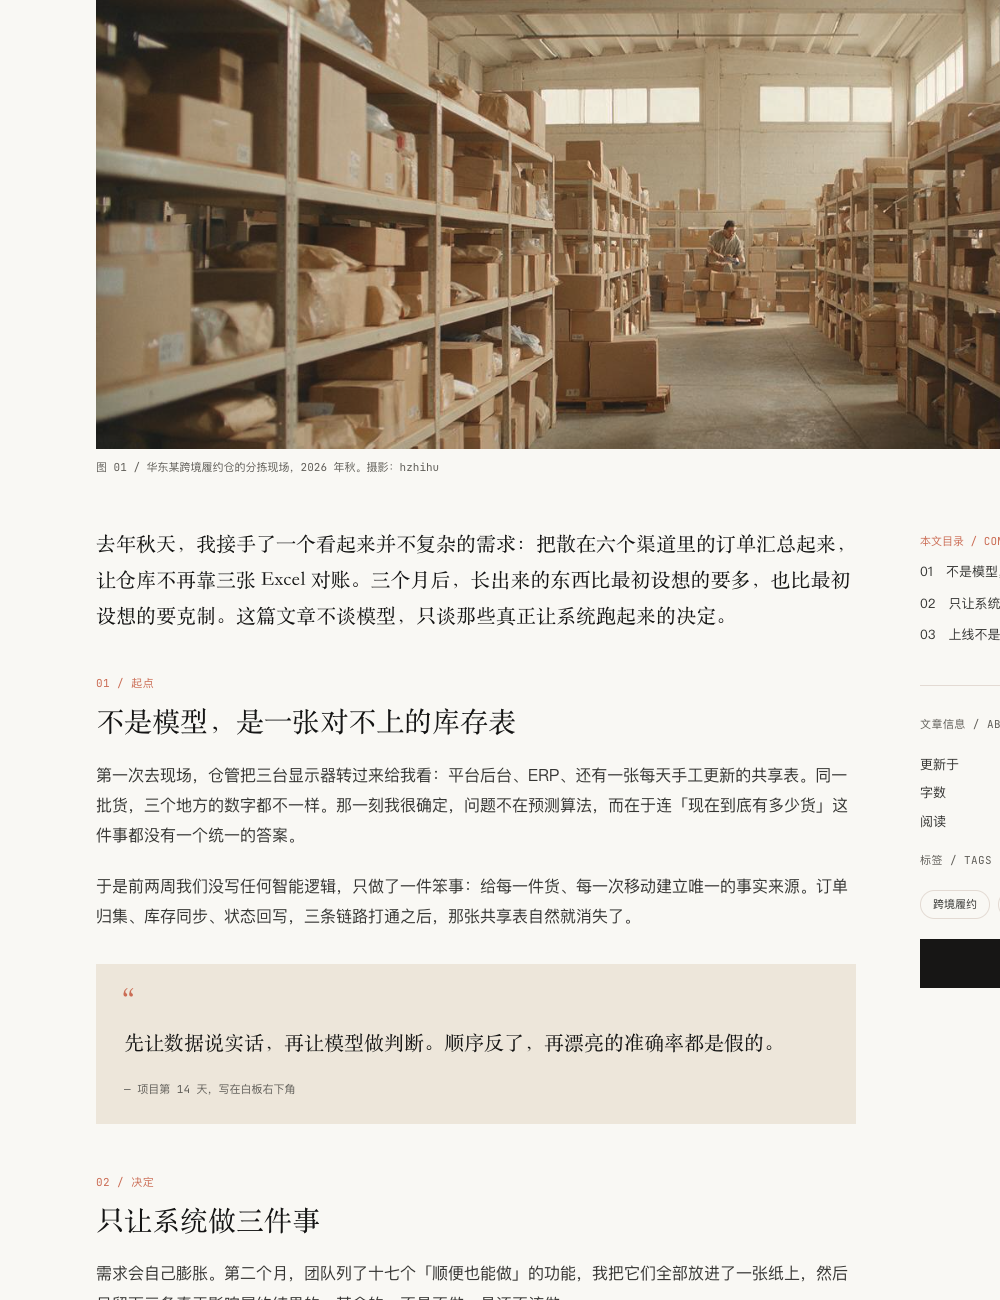 图 01 / 华东某跨境履约仓的分拣现场，2026 年秋。摄影：hzhihu
去年秋天，我接手了一个看起来并不复杂的需求：把散在六个渠道里的订单汇总起来，
让仓库不再靠三张 Excel 对账。三个月后，长出来的东西比最初设想的要多，也比最初
设想的要克制。这篇文章不谈模型，只谈那些真正让系统跑起来的决定。
01 / 起点
不是模型，是一张对不上的库存表
第一次去现场，仓管把三台显示器转过来给我看：平台后台、ERP、还有一张每天手工更新的共享表。同一
批货，三个地方的数字都不一样。那一刻我很确定，问题不在预测算法，而在于连「现在到底有多少货」这
件事都没有一个统一的答案。
于是前两周我们没写任何智能逻辑，只做了一件笨事：给每一件货、每一次移动建立唯一的事实来源。订单
归集、库存同步、状态回写，三条链路打通之后，那张共享表自然就消失了。
“
先让数据说实话，再让模型做判断。顺序反了，再漂亮的准确率都是假的。
— 项目第 14 天，写在白板右下角
02 / 决定
只让系统做三件事
需求会自己膨胀。第二个月，团队列了十七个「顺便也能做」的功能，我把它们全部放进了一张纸上，然后
本文目录 / CON
01 不是模型，
02 只让系统
03 上线不是
文章信息 / AB
更新于
字数
阅读
标签 / TAGS
跨境履约